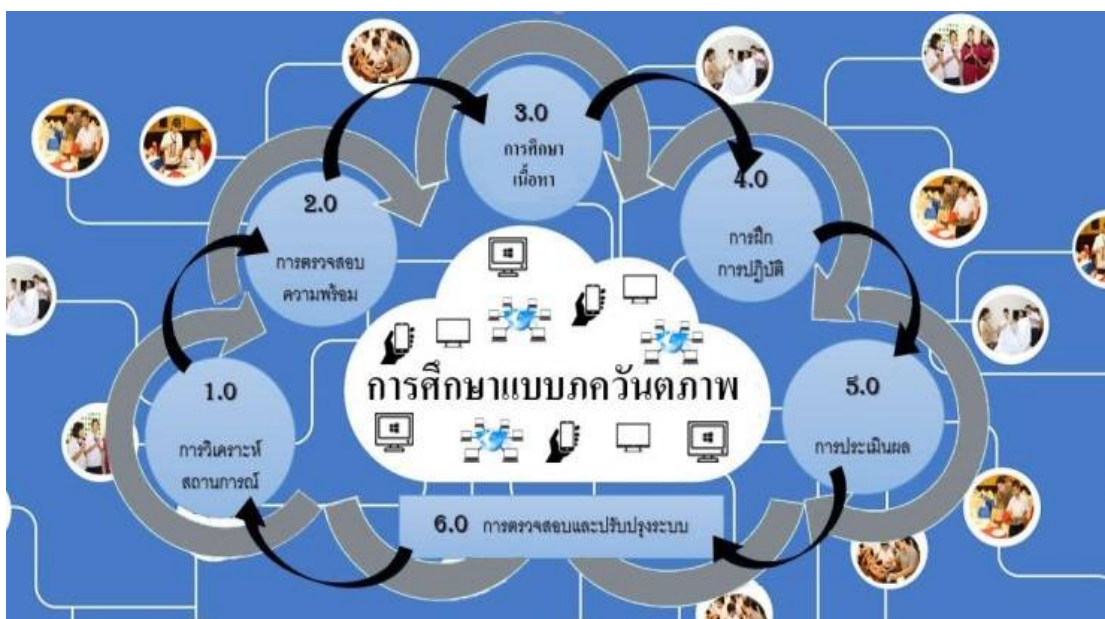 3.0
การศึกษา
เนื้อหา
2.0
การตรวจสอบ
ความพร้อม
4.0
การฝึก
การปฏิบัติ
การศึกษาแบบภควันตภาพ
1.0
การวิเคราะห์
สถานการณ์
5.0
การประเมินผล
6.0 การตรวจสอบและปรับปรุงระบบ